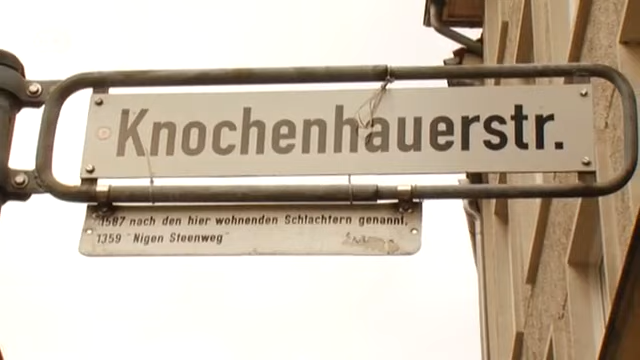 Knochenhauerstr.
1587 nach den hier wohnenden Schlachtern genannt,
1359 "Nigen Steenweg"